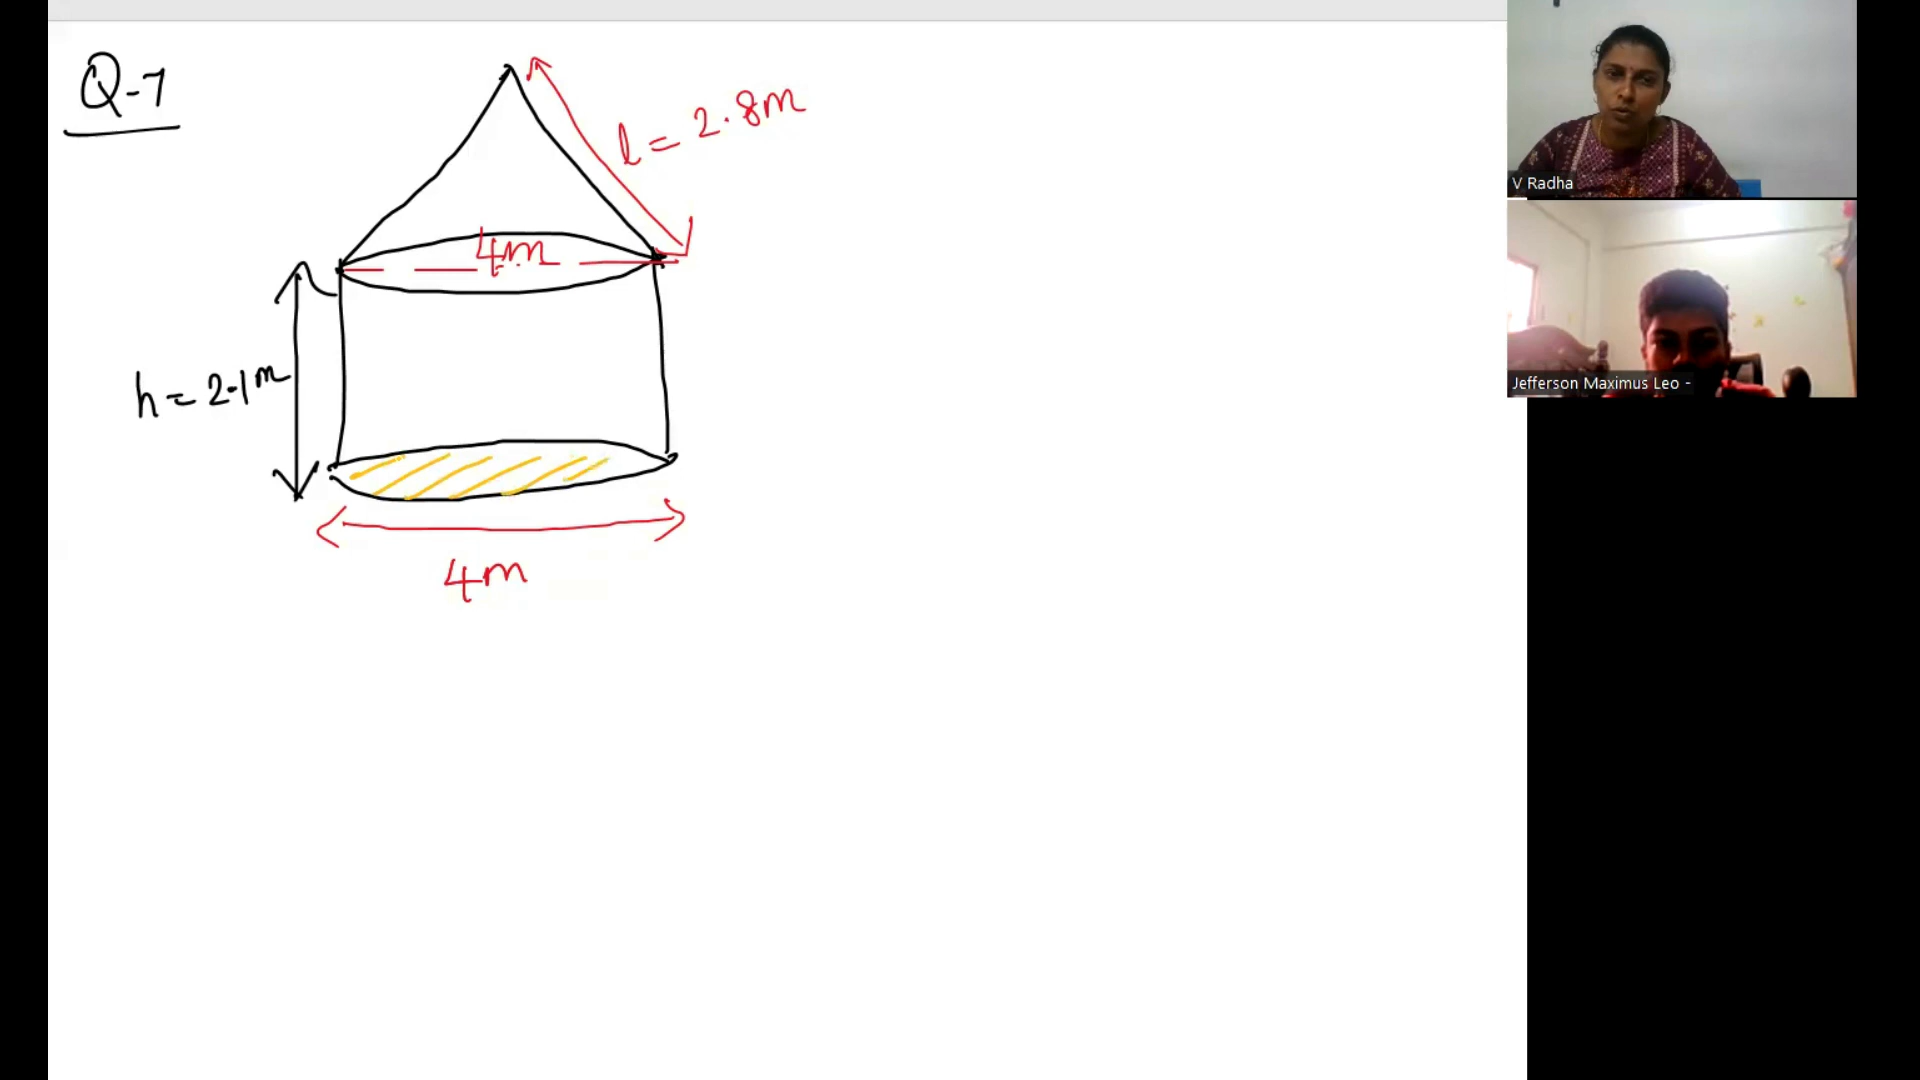 Q-7
l = 2.8m
4m
h = 2.1m
4m
V Radha
Jefferson Maximus Leo -